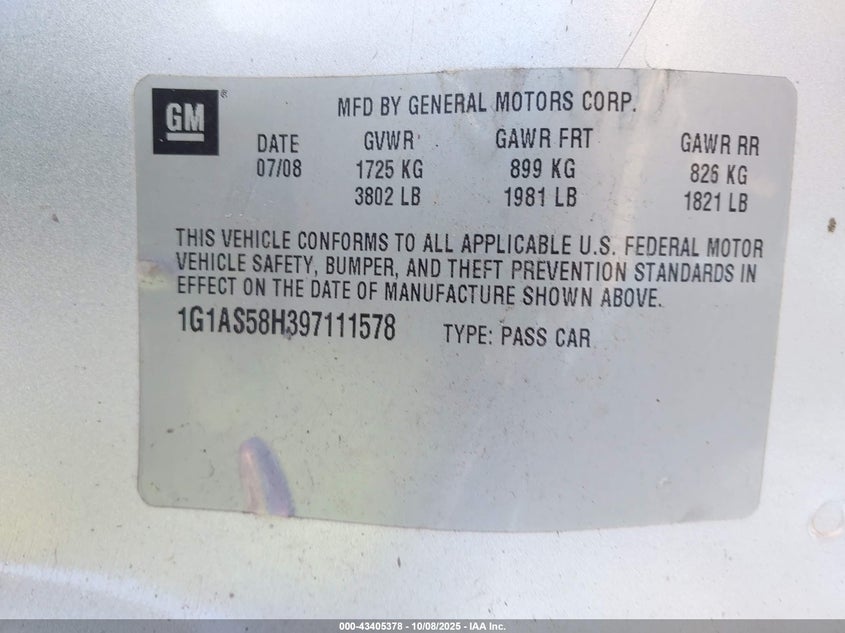 GM®
MFD BY GENERAL MOTORS CORP.
DATE GVWR GAWR FRT GAWR RR
07/08 1725 KG 899 KG 826 KG
3802 LB 1981 LB 1821 LB
THIS VEHICLE CONFORMS TO ALL APPLICABLE U.S. FEDERAL MOTOR
VEHICLE SAFETY, BUMPER, AND THEFT PREVENTION STANDARDS IN
EFFECT ON THE DATE OF MANUFACTURE SHOWN ABOVE.
1G1AS58H397111578 TYPE: PASS CAR
000-43405378 - 10/08/2025 - IAA Inc.